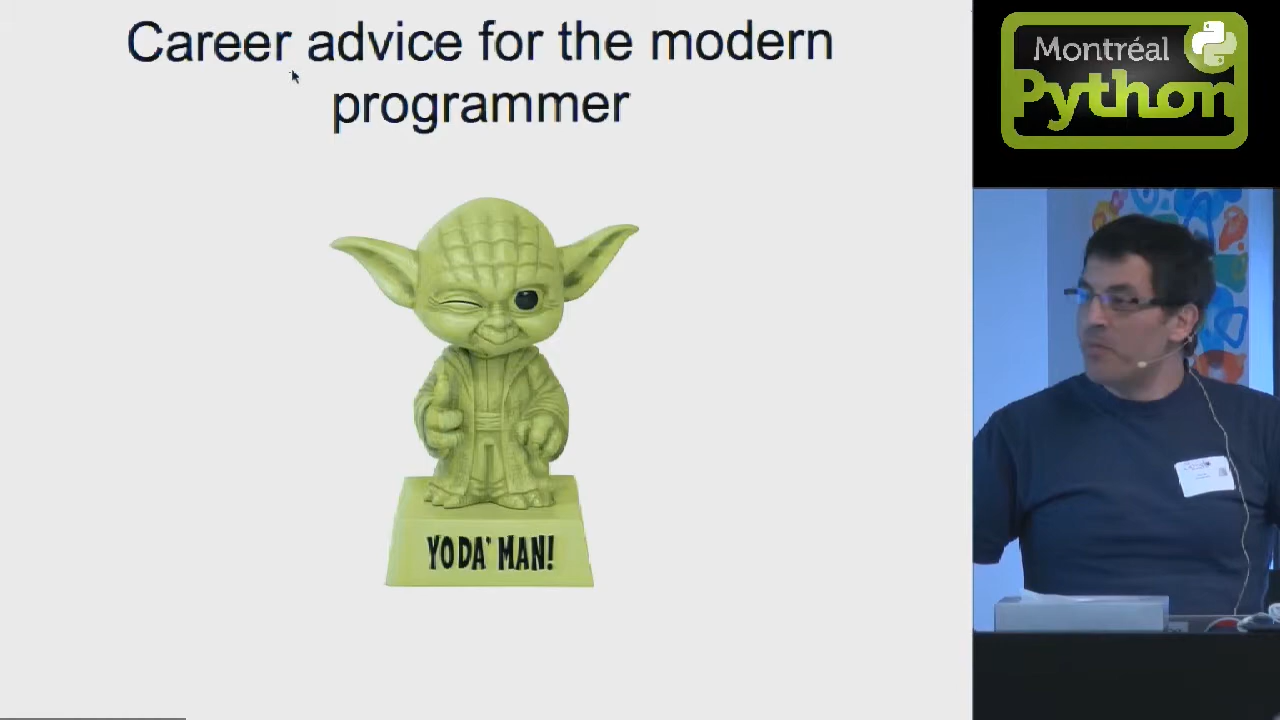 Career advice for the modern
programmer
YODA' MAN!
Montréal
Python